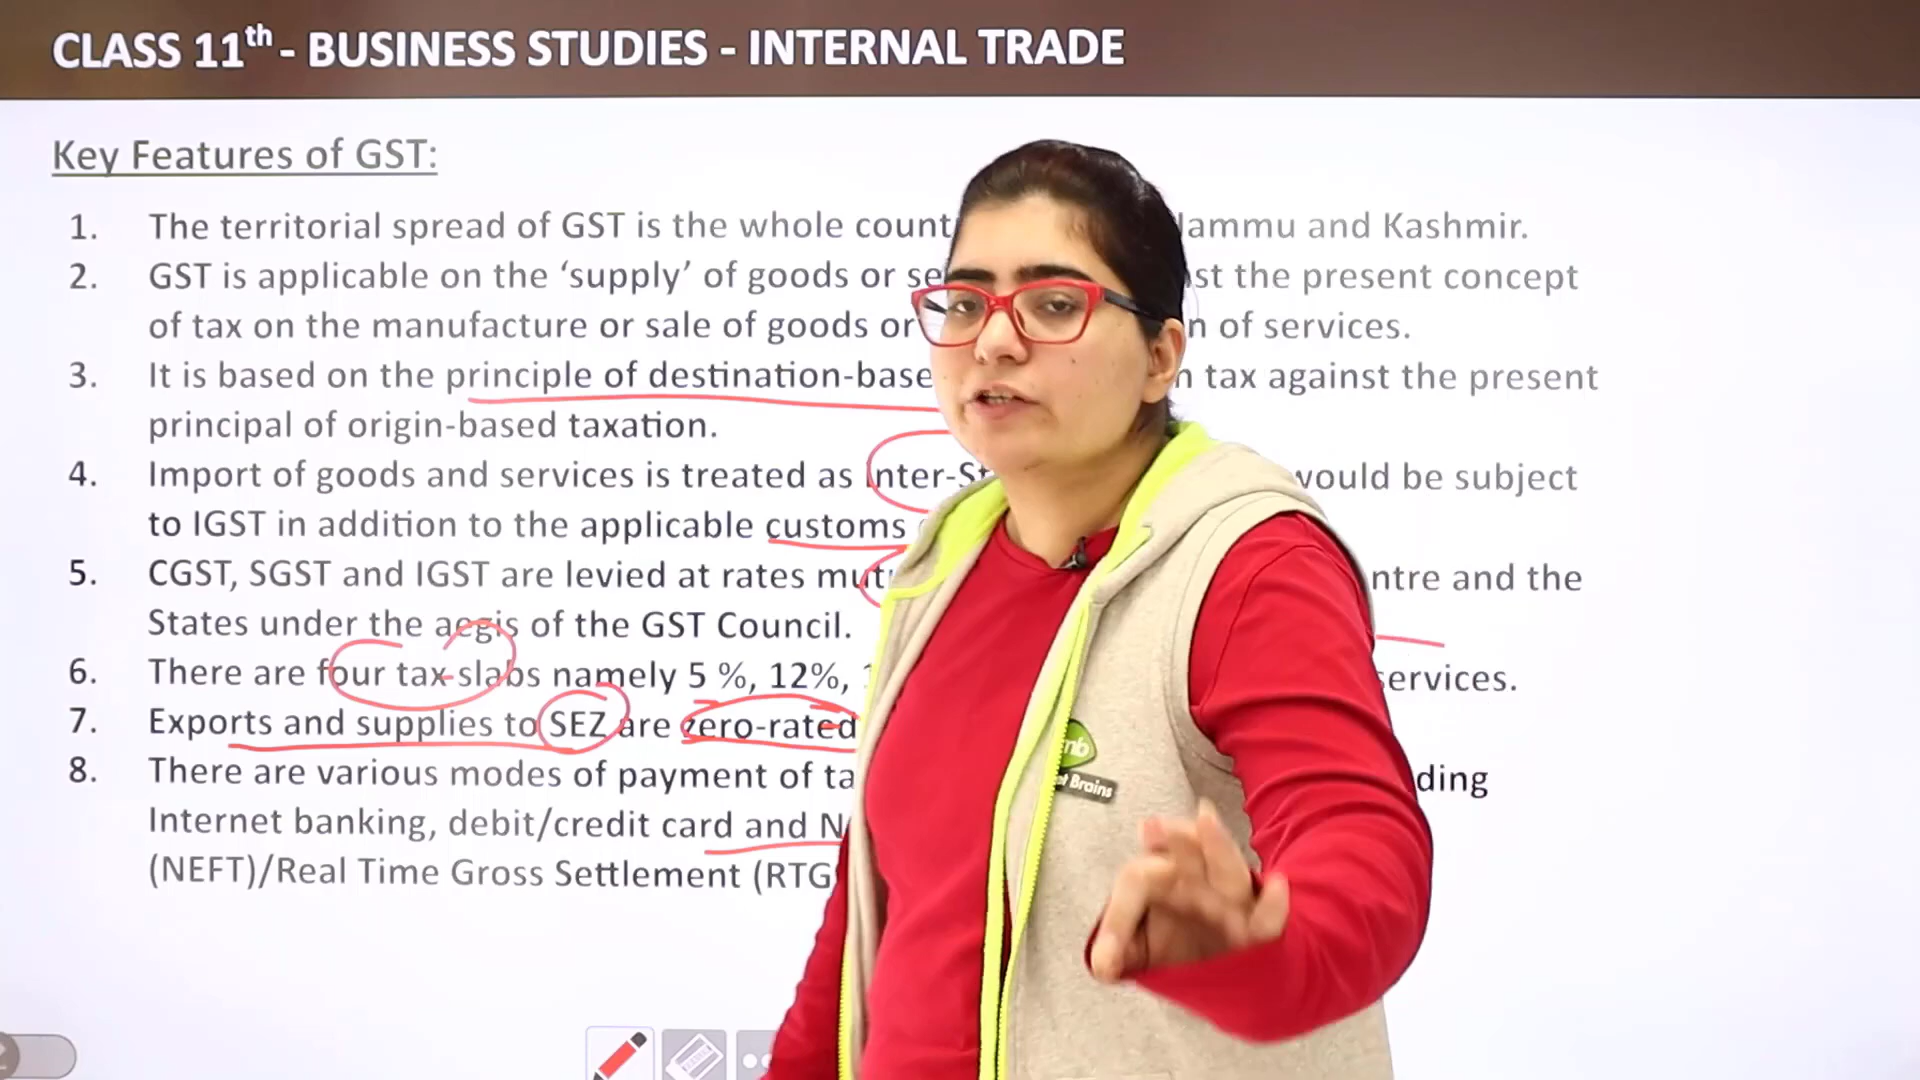 CLASS 11th - BUSINESS STUDIES - INTERNAL TRADE
Key Features of GST:
1. The territorial spread of GST is the whole Jammu and Kashmir.
2. GST is applicable on the ‘supply’ of goods or the present concept
of tax on the manufacture or sale of goods or of services.
3. It is based on the principle of destination-base tax against the present
principal of origin-based taxation.
4. Import of goods and services is treated as Inter-St would be subject
to IGST in addition to the applicable customs
5. CGST, SGST and IGST are levied at rates and the
States under the aegis of the GST Council.
6. There are four tax-slabs namely 5 %, 12%, services.
7. Exports and supplies to SEZ are zero-rated
8. There are various modes of payment of ding
Internet banking, debit/credit card and N
(NEFT)/Real Time Gross Settlement (RTG
nb
Brains